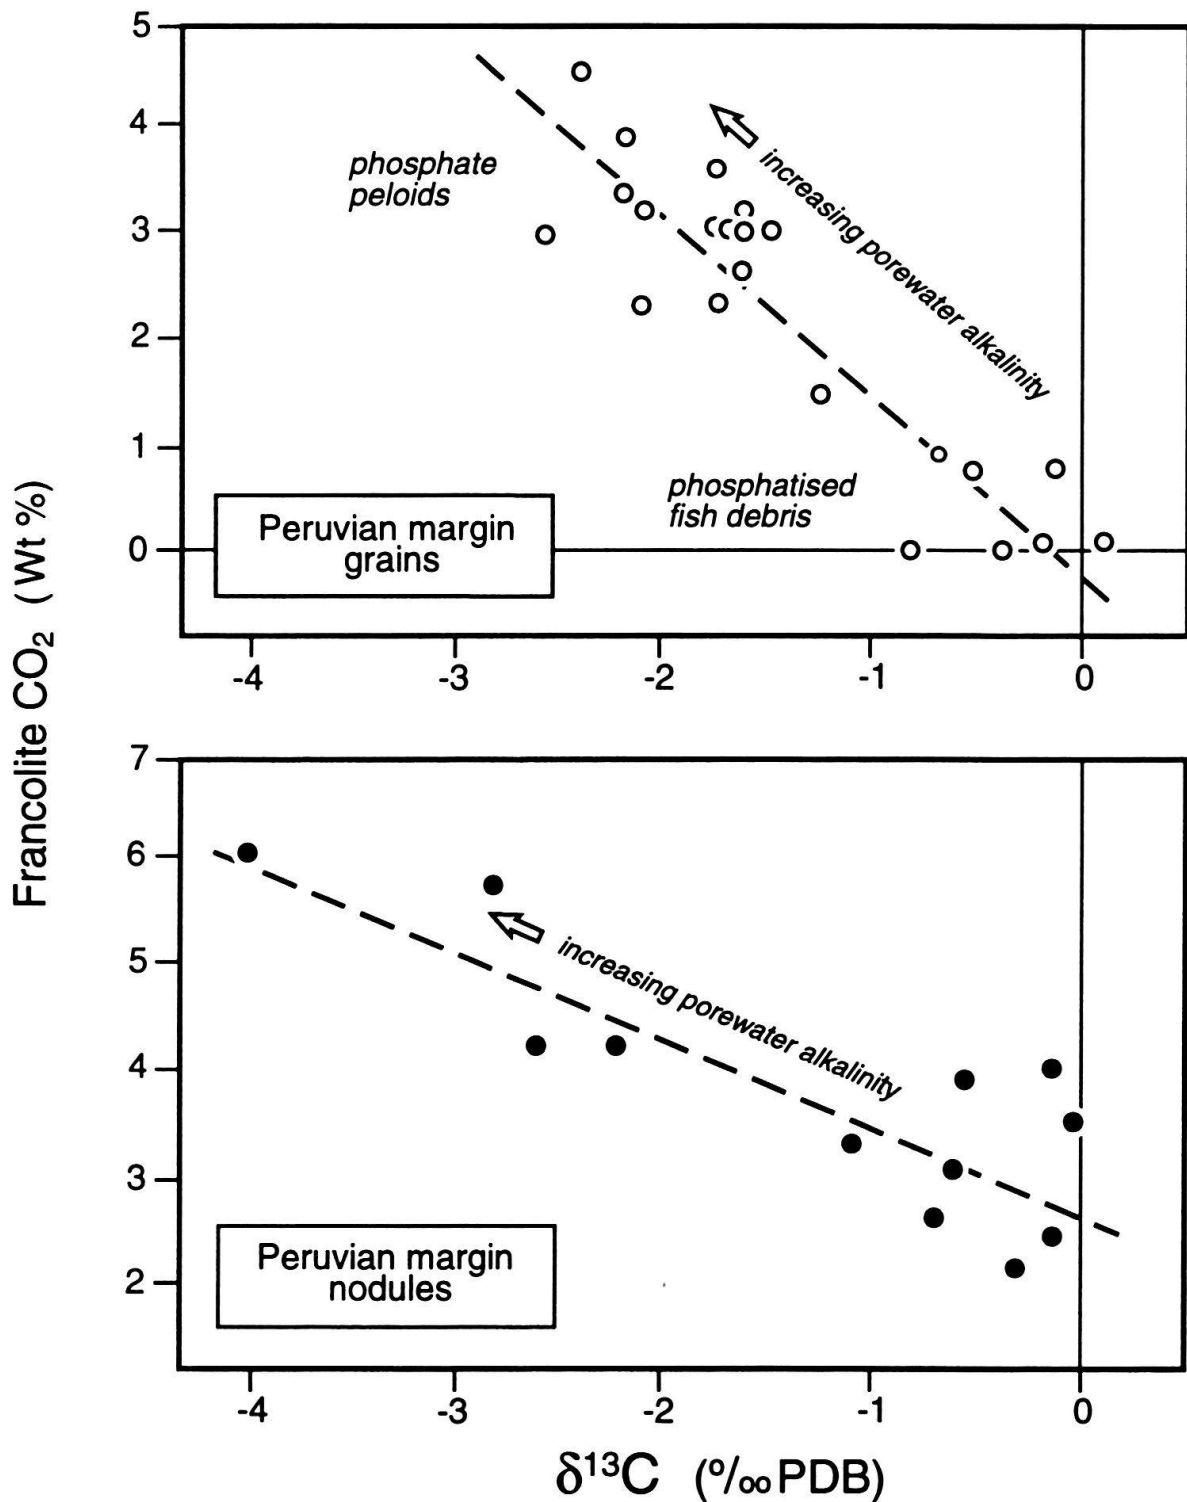 5
4
3
2
1
0
phosphate
peloids
increasing porewater alkalinity
phosphatised
fish debris
Peruvian margin
grains
-4 -3 -2 -1 0
Francolite CO₂ (Wt %)
7
6
5
4
3
2
increasing porewater alkalinity
Peruvian margin
nodules
-4 -3 -2 -1 0
δ¹³C (‰ PDB)